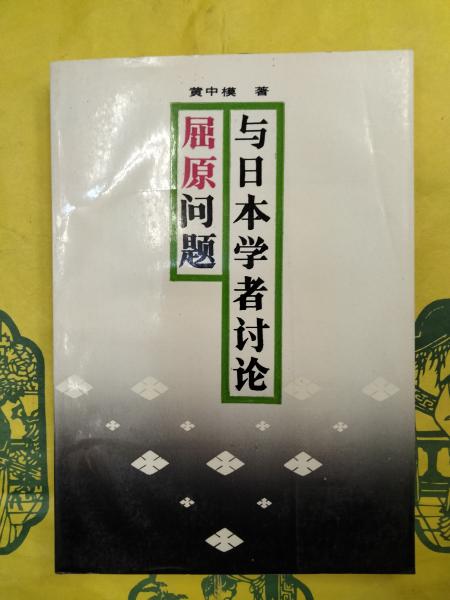 黄中模 著
与日本学者讨论
屈原问题